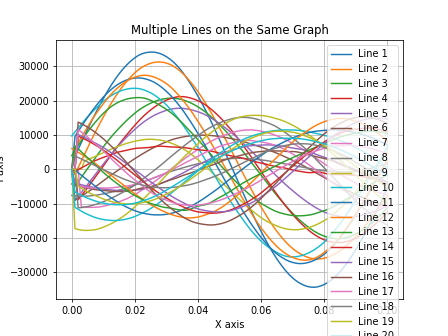 Multiple Lines on the Same Graph
30000
20000
10000
0
−10000
−20000
−30000
0.00
0.02
0.04
0.06
X axis
Line 1
Line 2
Line 3
Line 4
Line 5
Line 6
Line 7
Line 8
Line 9
Line 10
Line 11
Line 12
Line 13
Line 14
Line 15
Line 16
Line 17
Line 18
Line 19
Line 20